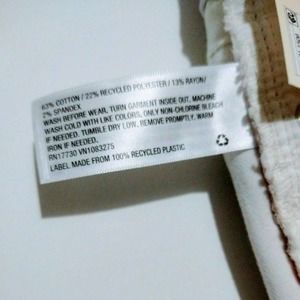 63% COTTON / 22% RECYCLED POLYESTER / 13% RAYON/
2% SPANDEX
WASH BEFORE WEAR, TURN GARMENT INSIDE OUT, MACHINE
WASH COLD WITH LIKE COLORS, ONLY NON-CHLORINE BLEACH
IF NEEDED. TUMBLE DRY LOW. REMOVE PROMPTLY. WARM
IRON IF NEEDED.
RN17730 VN1083275
LABEL MADE FROM 100% RECYCLED PLASTIC